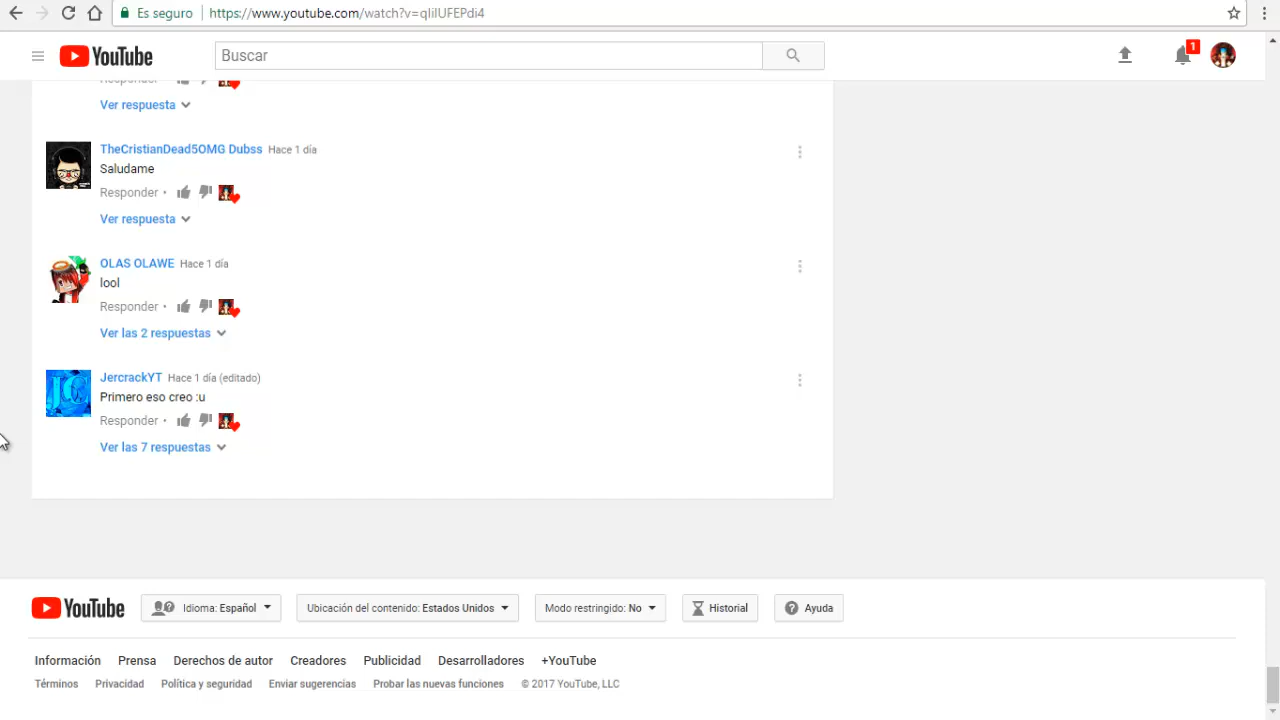 Es seguro https://www.youtube.com/watch?v=qIilUFEPdi4
YouTube Buscar 1
Responder
Ver respuesta
TheCristianDead5OMG Dubss Hace 1 día
Saludame
Responder •
Ver respuesta
OLAS OLAWE Hace 1 día
lool
Responder •
Ver las 2 respuestas
JercrackYT Hace 1 día (editado)
Primero eso creo :u
Responder •
Ver las 7 respuestas
YouTube Idioma: Español Ubicación del contenido: Estados Unidos Modo restringido: No Historial Ayuda
Información Prensa Derechos de autor Creadores Publicidad Desarrolladores +YouTube
Términos Privacidad Política y seguridad Enviar sugerencias Probar las nuevas funciones © 2017 YouTube, LLC